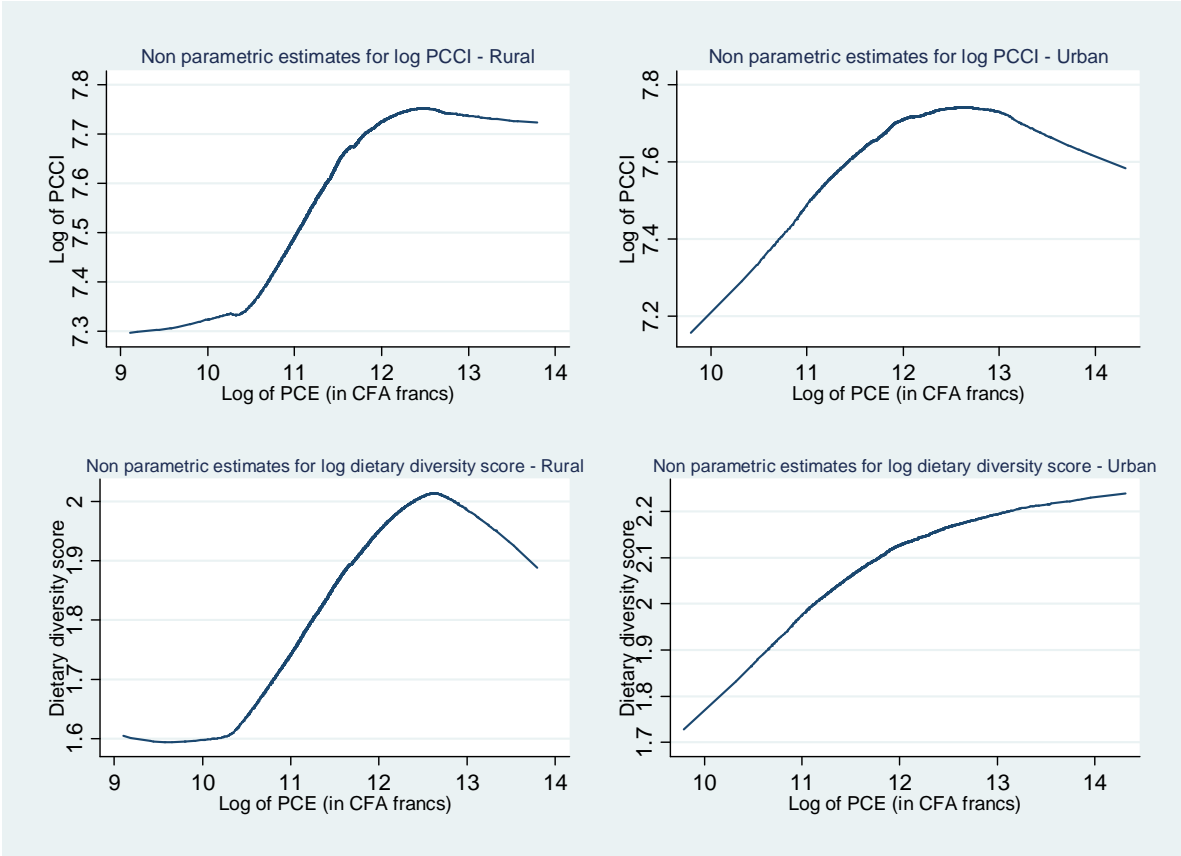 Non parametric estimates for log PCCI - Rural
Log of PCCI
7.8
7.7
7.6
7.5
7.4
7.3
9 10 11 12 13 14
Log of PCE (in CFA francs)
Non parametric estimates for log PCCI - Urban
Log of PCCI
7.8
7.6
7.4
7.2
10 11 12 13 14
Log of PCE (in CFA francs)
Non parametric estimates for log dietary diversity score - Rural
Dietary diversity score
2
1.9
1.8
1.7
1.6
9 10 11 12 13 14
Log of PCE (in CFA francs)
Non parametric estimates for log dietary diversity score - Urban
Dietary diversity score
2.2
2.1
2
1.9
1.8
1.7
10 11 12 13 14
Log of PCE (in CFA francs)